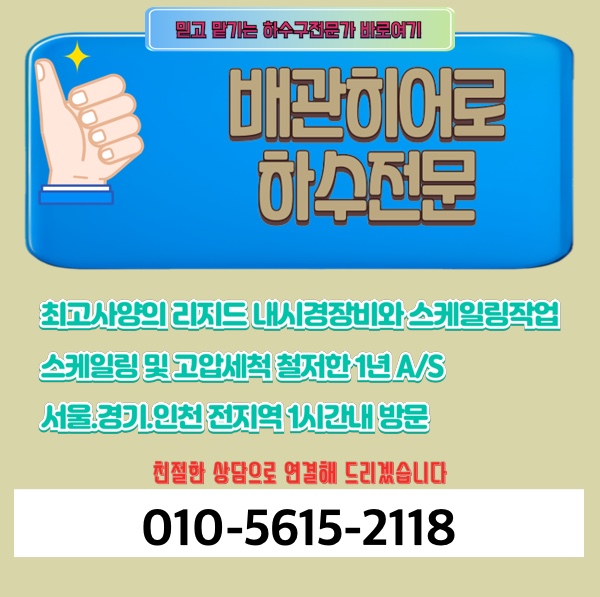 믿고 맡기는 하수구전문가 바로여기
배관히어로
하수전문
최고사양의 리지드 내시경장비와 스케일링작업
스케일링 및 고압세척 철저한 1년 A/S
서울.경기.인천 전지역 1시간내 방문
친절한 상담으로 연결해 드리겠습니다
010-5615-2118